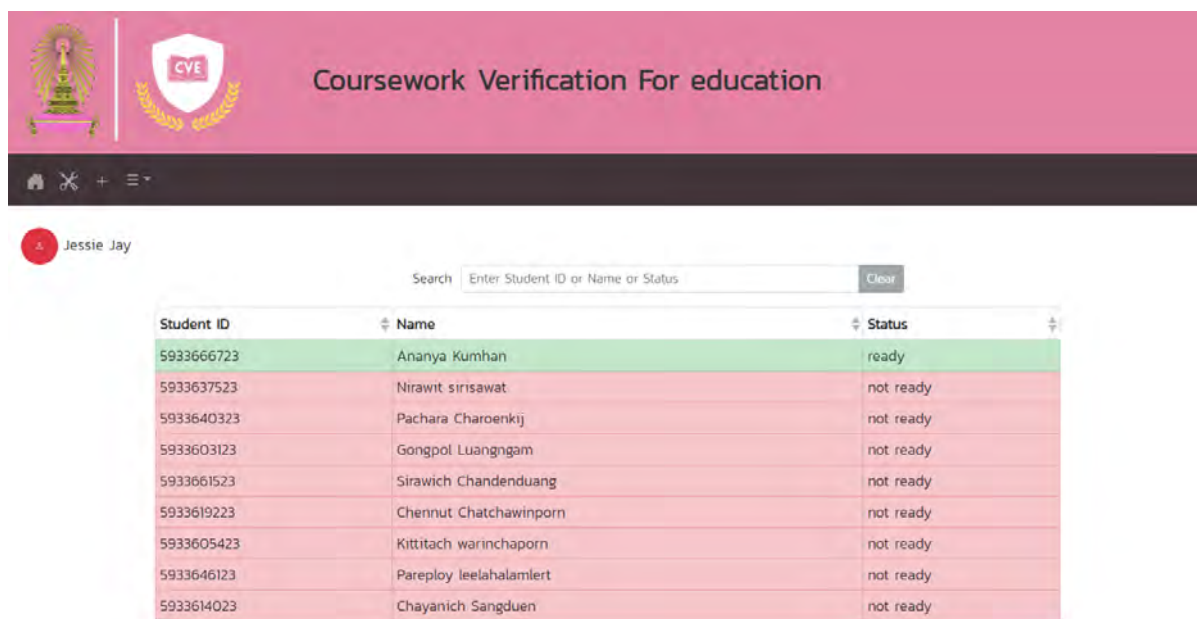 CVE
Coursework Verification For education
Jessie Jay
Search Enter Student ID or Name or Status Clear
Student ID Name Status
5933666723 Ananya Kumhan ready
5933637523 Nirawit sirisawat not ready
5933640323 Pachara Charoenkij not ready
5933603123 Gongpol Luangngam not ready
5933661523 Sirawich Chandenduang not ready
5933619223 Chennut Chatchawinporn not ready
5933605423 Kittitach warinchaporn not ready
5933646123 Pareploy leelahalamlert not ready
5933614023 Chayanich Sangduen not ready